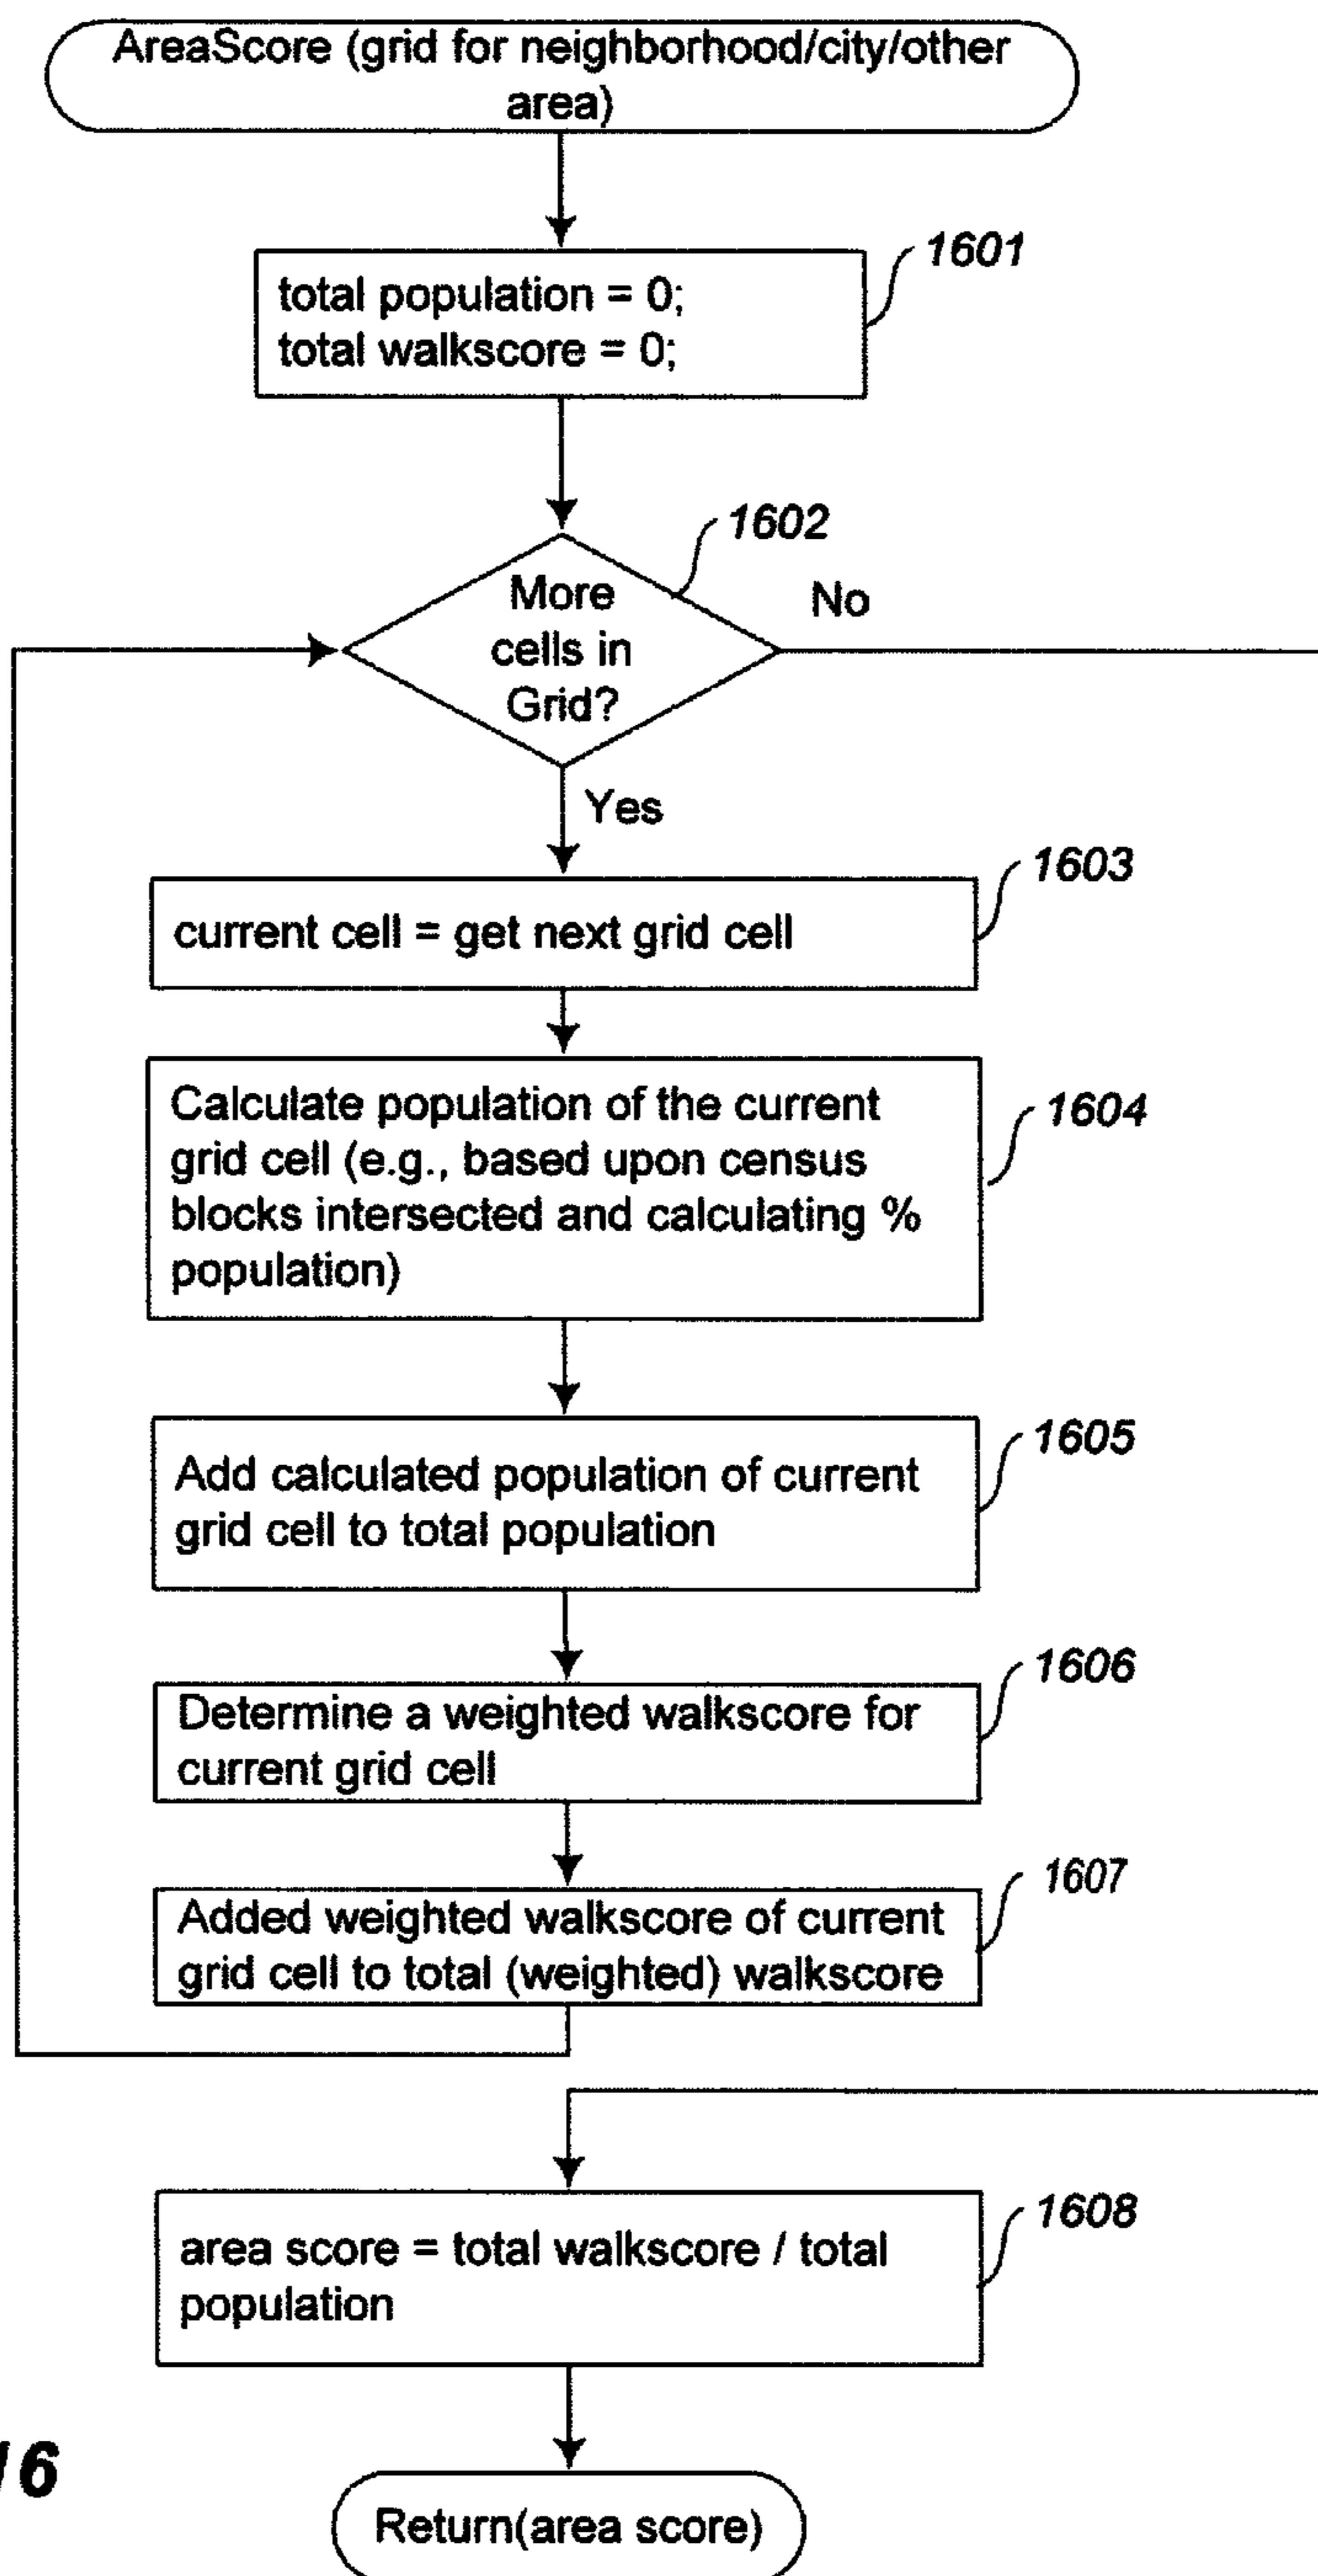 AreaScore (grid for neighborhood/city/other
area)
1601
total population = 0;
total walkscore = 0;
1602
More
cells in
Grid?
No
Yes
1603
current cell = get next grid cell
1604
Calculate population of the current
grid cell (e.g., based upon census
blocks intersected and calculating %
population)
1605
Add calculated population of current
grid cell to total population
1606
Determine a weighted walkscore for
current grid cell
1607
Added weighted walkscore of current
grid cell to total (weighted) walkscore
1608
area score = total walkscore / total
population
16
Return(area score)